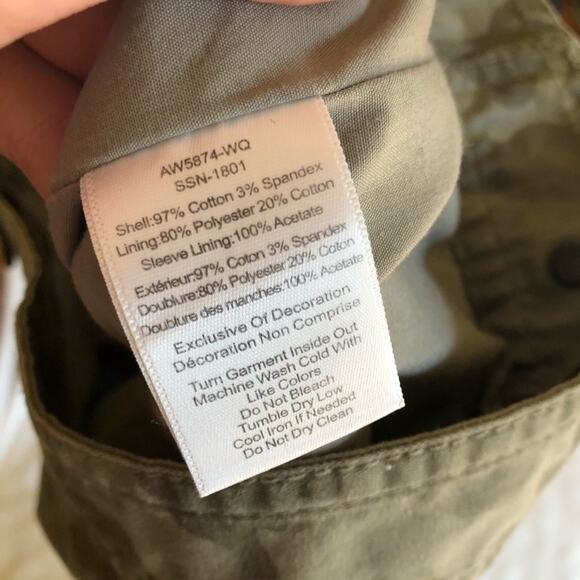 AW5874-WQ
SSN-1801
Shell:97% Cotton 3% Spandex
Lining:80% Polyester 20% Cotton
Sleeve Lining:100% Acetate
Extérieur:97% Coton 3% Spandex
Doublure:80% Polyester 20% Coton
Doublure des manches:100% Acetate
Exclusive Of Decoration
Décoration Non Comprise
Turn Garment Inside Out
Machine Wash Cold With
Like Colors
Do Not Bleach
Tumble Dry Low
Cool Iron if Needed
Do Not Dry Clean